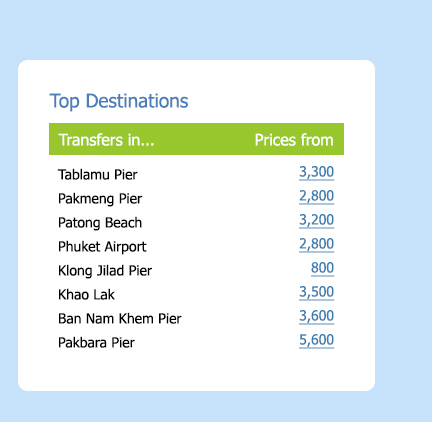 Top Destinations
Transfers in... Prices from
Tablamu Pier 3,300
Pakmeng Pier 2,800
Patong Beach 3,200
Phuket Airport 2,800
Klong Jilad Pier 800
Khao Lak 3,500
Ban Nam Khem Pier 3,600
Pakbara Pier 5,600